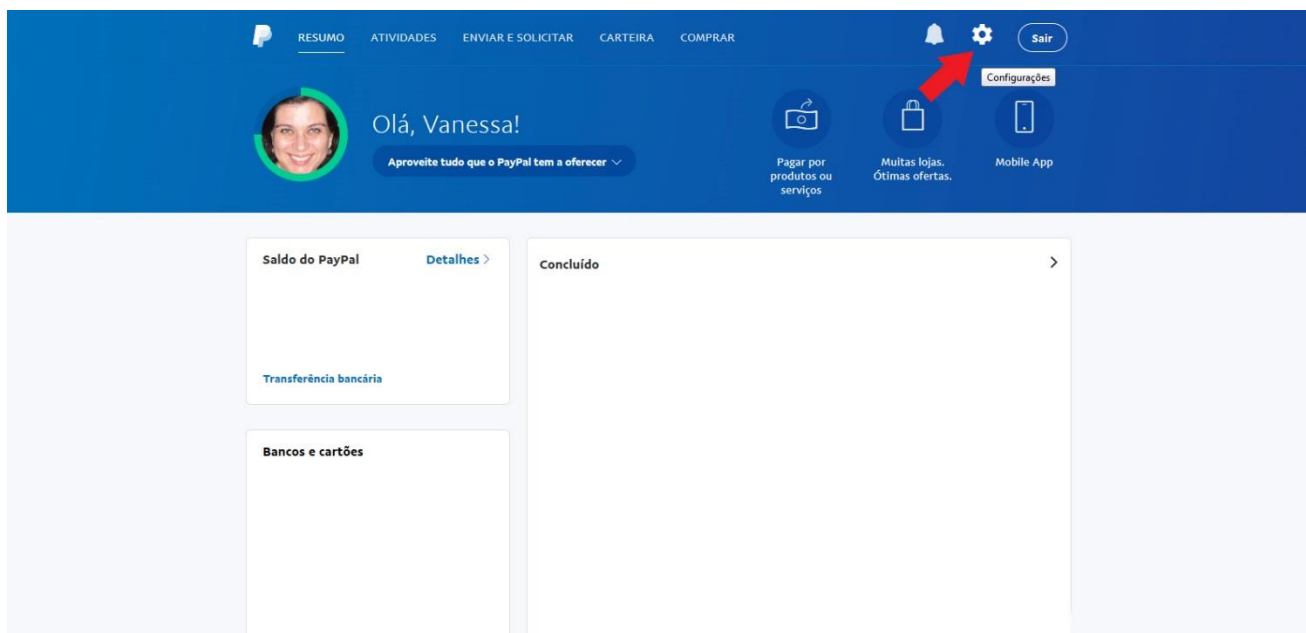 RESUMO ATIVIDADES ENVIAR E SOLICITAR CARTEIRA COMPRAR Sair
Configurações
Olá, Vanessa!
Aproveite tudo que o PayPal tem a oferecer
Pagar por
produtos ou
serviços
Muitas lojas.
Ótimas ofertas.
Mobile App
Saldo do PayPal Detalhes
Transferência bancária
Concluído
Bancos e cartões